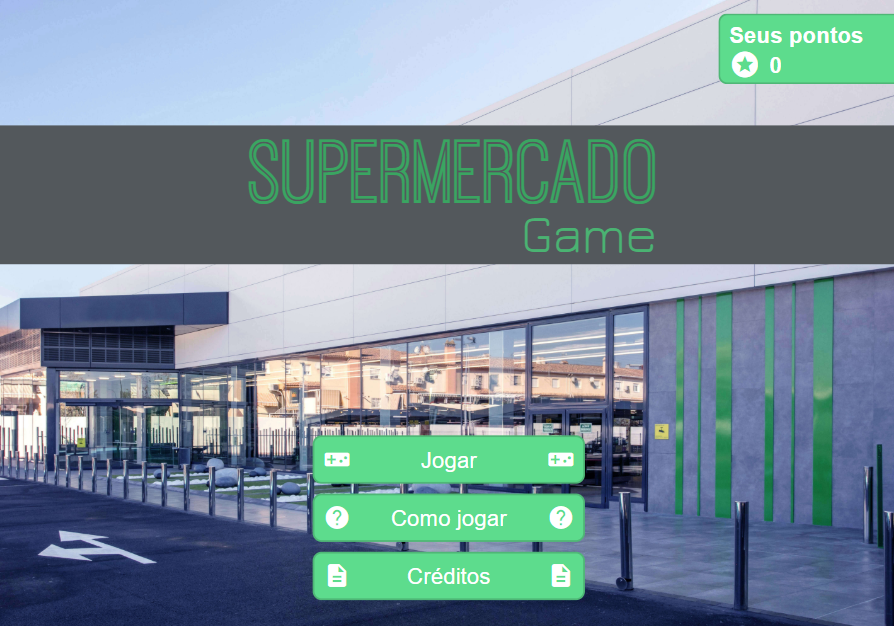 Seus pontos
0
SUPERMERCADO
Game
Jogar
Como jogar
Créditos